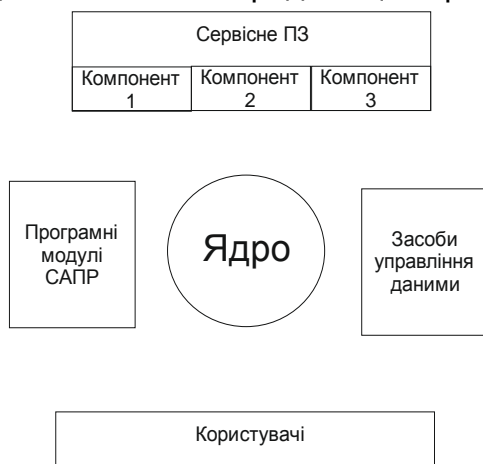 Сервісне ПЗ
Компонент Компонент Компонент
1 2 3
Програмні
модулі
САПР
Ядро
Засоби
управління
даними
Користувачі